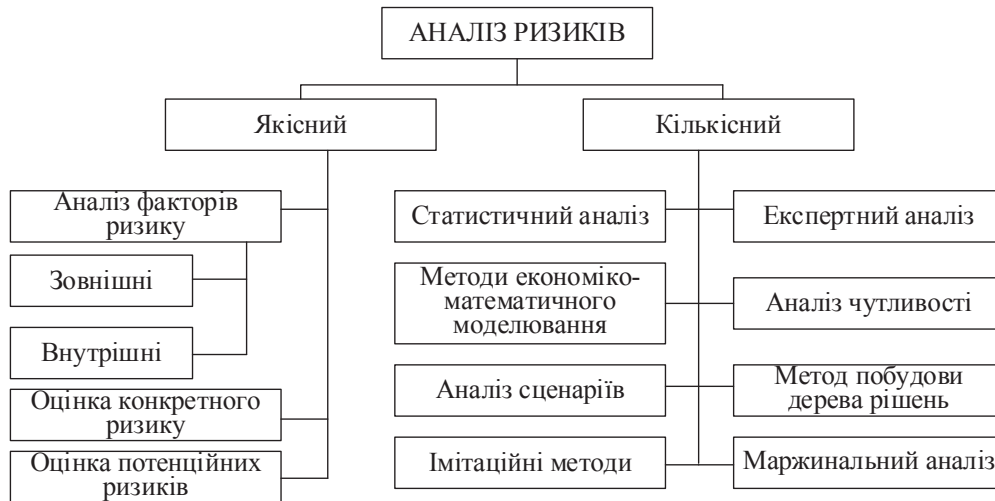 АНАЛІЗ РИЗИКІВ
Якісний
Кількісний
Аналіз факторів
ризику
Зовнішні
Внутрішні
Оцінка конкретного
ризику
Оцінка потенційних
ризиків
Статистичний аналіз
Експертний аналіз
Методи економіко-
математичного
моделювання
Аналіз чутливості
Аналіз сценаріїв
Метод побудови
дерева рішень
Імітаційні методи
Маржинальний аналіз